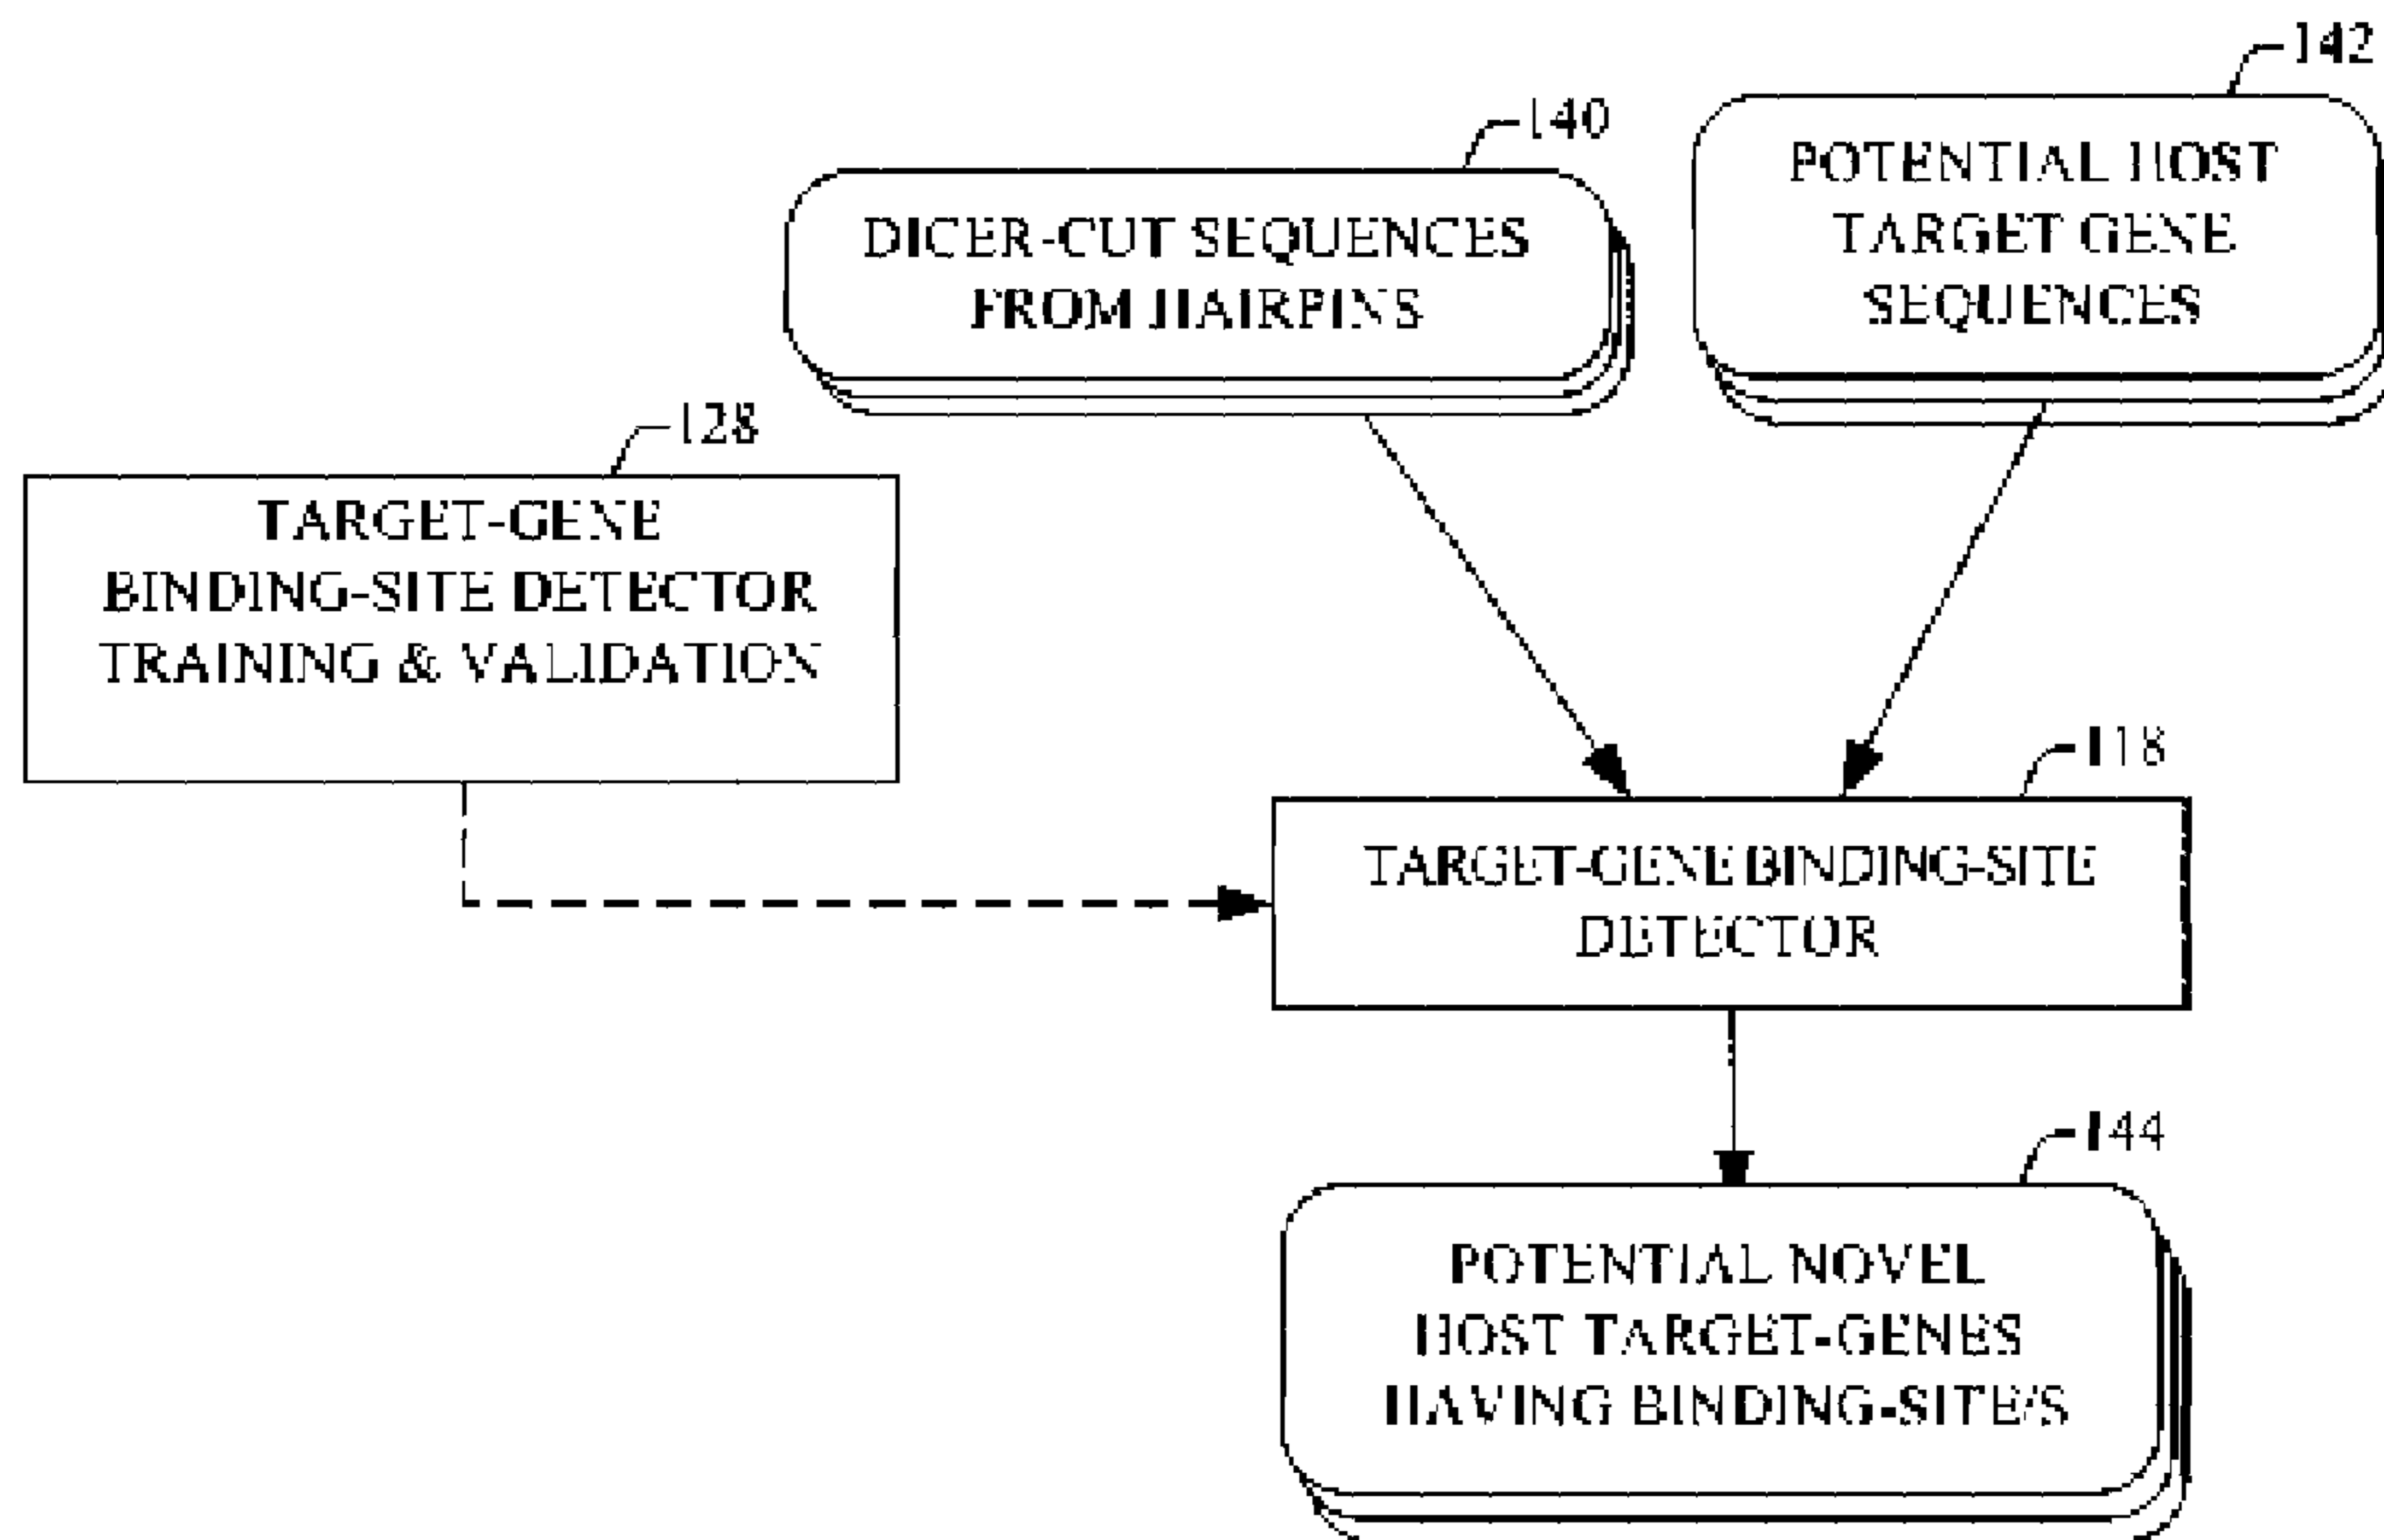 142
140
POTENTIAL HOST
TARGET GENE
SEQUENCES
DICER-CUT SEQUENCES
FROM HAIRPINS
128
TARGET-GENE
BINDING-SITE DETECTOR
TRAINING & VALIDATION
118
TARGET-GENE BINDING-SITE
DETECTOR
144
POTENTIAL NOVEL
HOST TARGET-GENES
HAVING BINDING-SITE/S